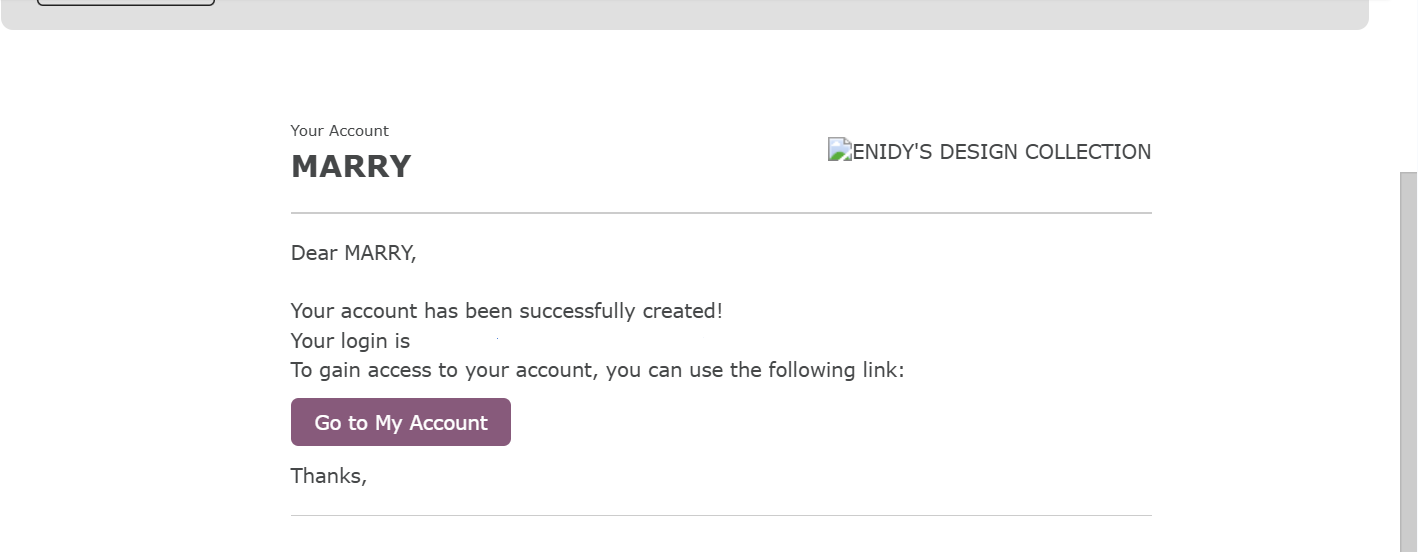 Your Account
MARRY
ENIDY'S DESIGN COLLECTION
Dear MARRY,
Your account has been successfully created!
Your login is
To gain access to your account, you can use the following link:
Go to My Account
Thanks,